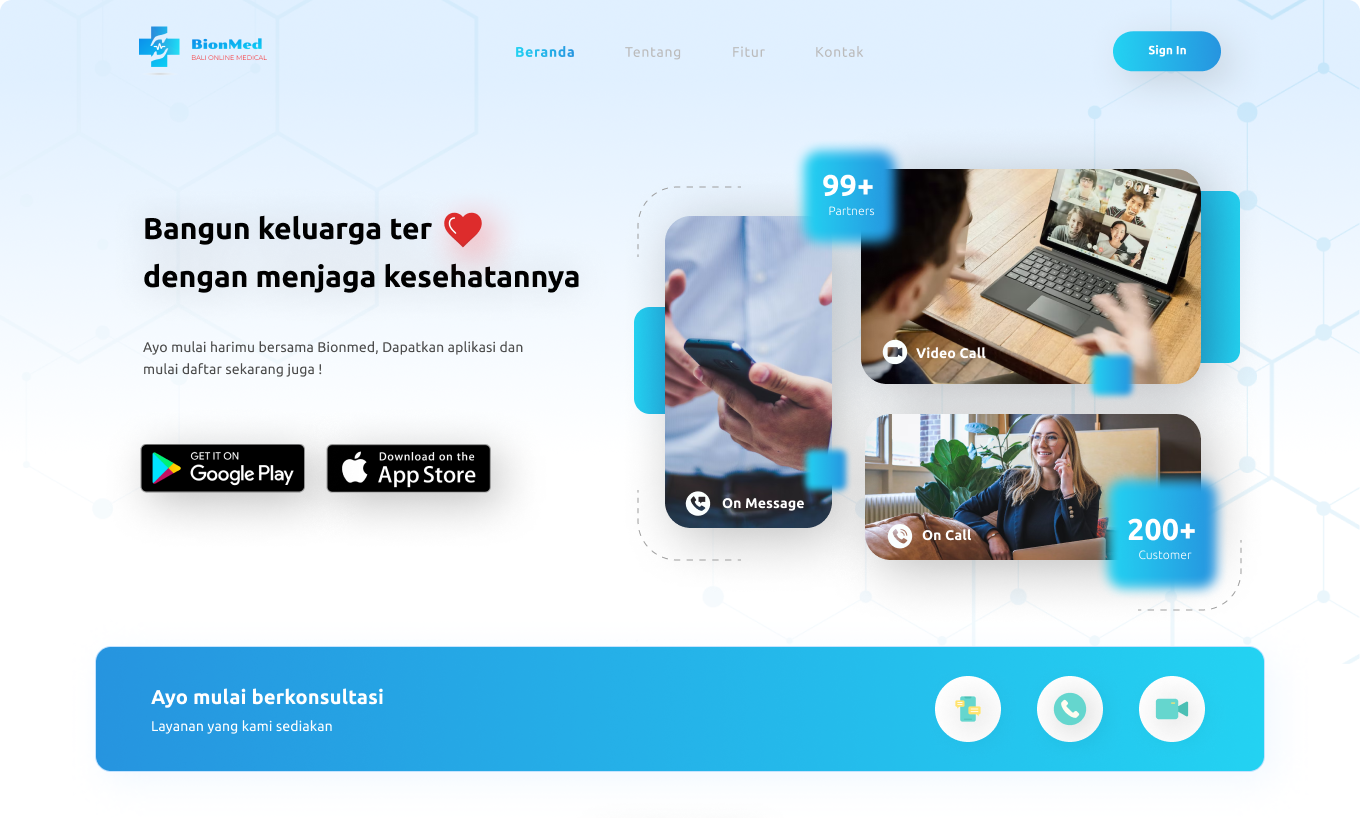 BionMed
BALI ONLINE MEDICAL
Beranda
Tentang
Fitur
Kontak
Sign In
Bangun keluarga ter
dengan menjaga kesehatannya
Ayo mulai harimu bersama Bionmed, Dapatkan aplikasi dan
mulai daftar sekarang juga !
GET IT ON
Google Play
Download on the
App Store
99+
Partners
Video Call
On Message
On Call
200+
Customer
Ayo mulai berkonsultasi
Layanan yang kami sediakan